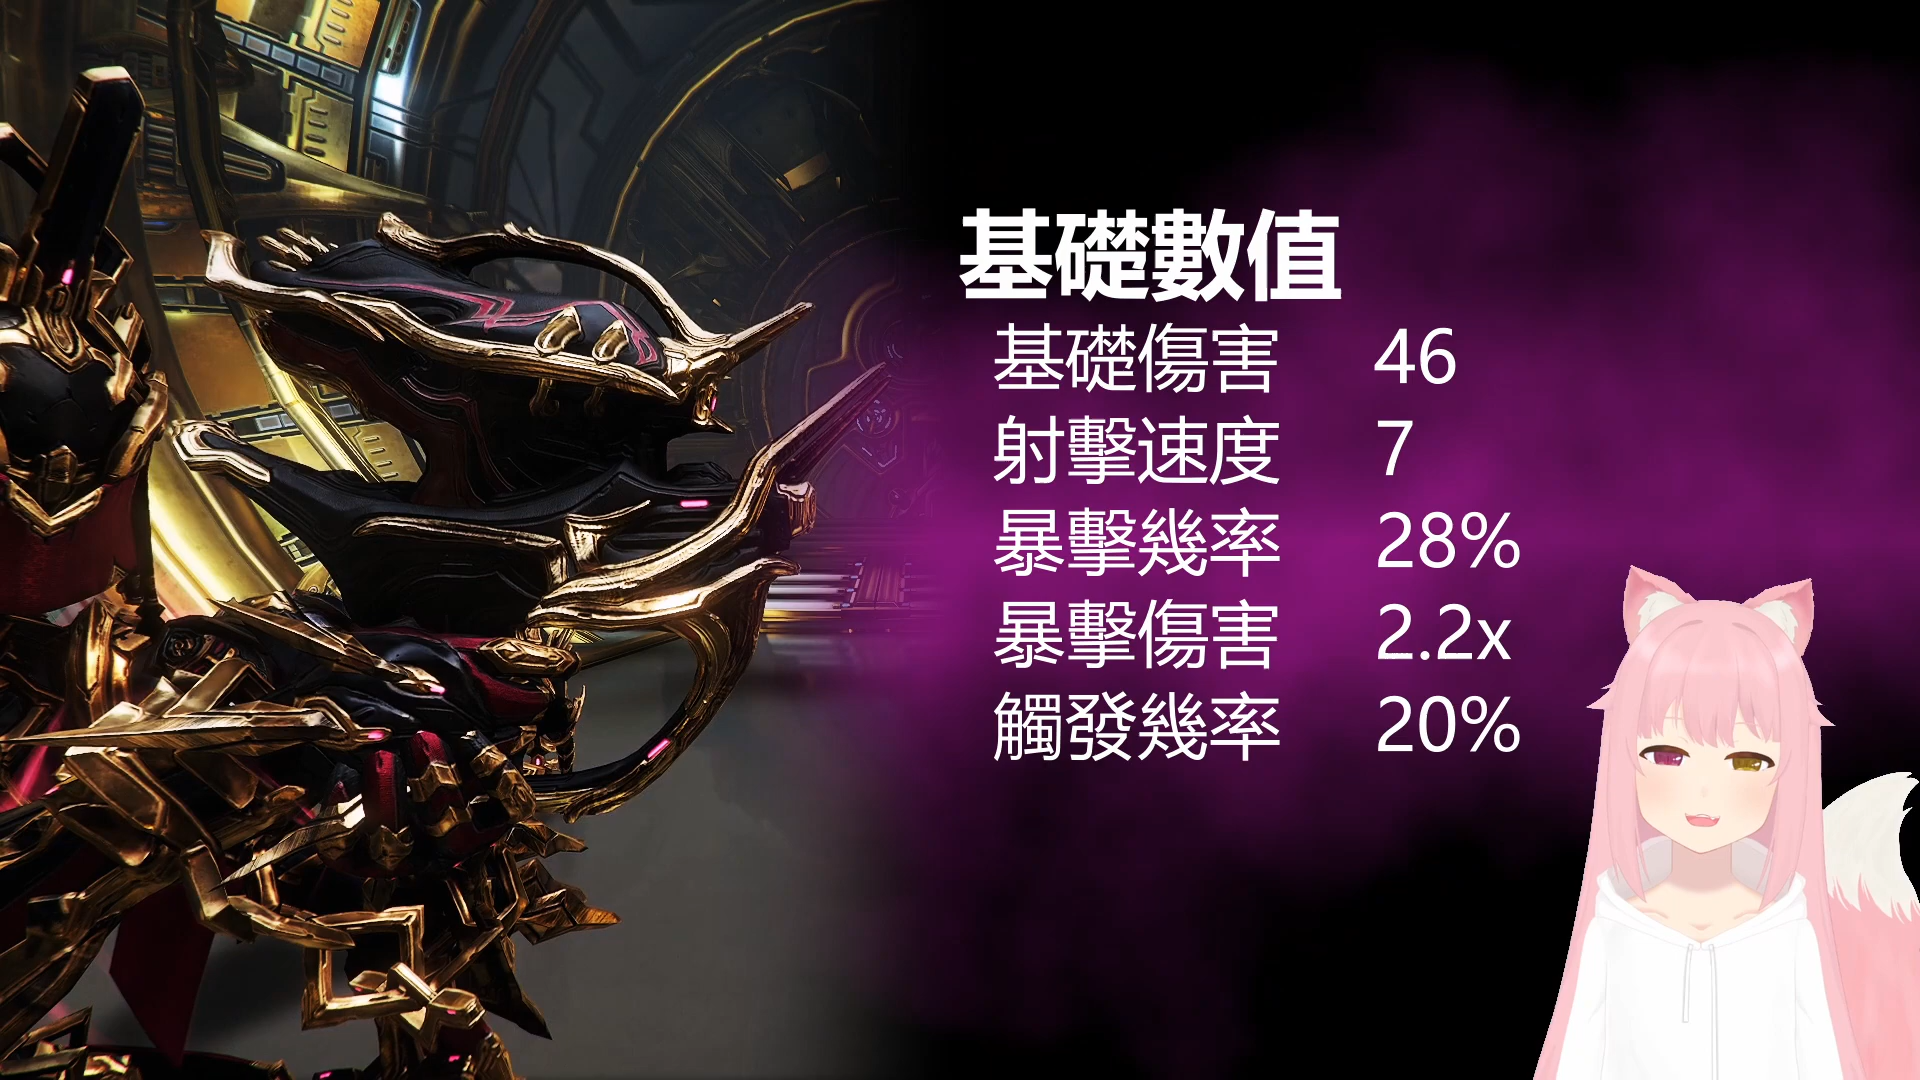 基礎數值
基礎傷害 46
射擊速度 7
暴擊幾率 28%
暴擊傷害 2.2x
觸發幾率 20%